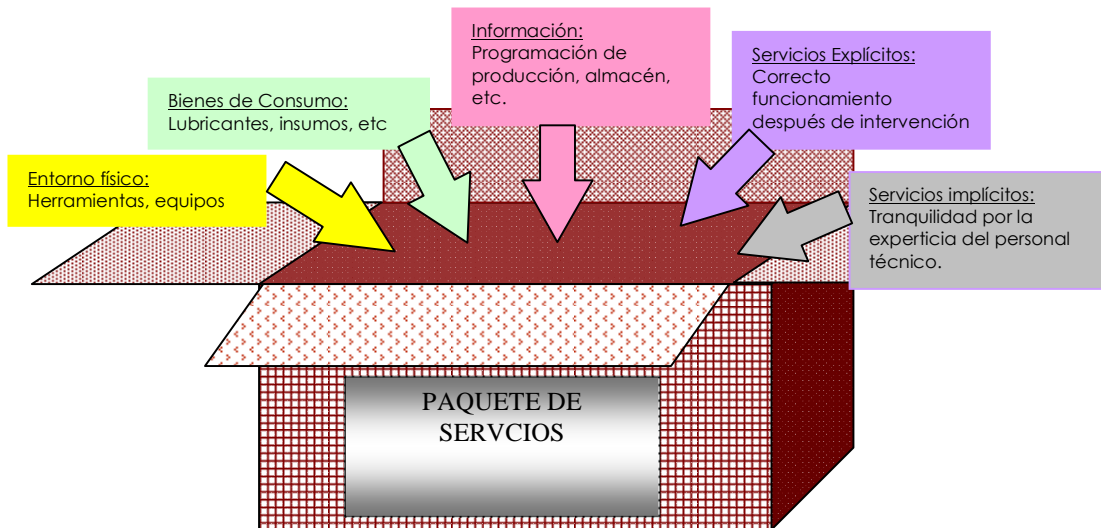 Entorno físico:
Herramientas, equipos
Bienes de Consumo:
Lubricantes, insumos, etc
Información:
Programación de
producción, almacén,
etc.
Servicios Explícitos:
Correcto
funcionamiento
después de intervención
Servicios implícitos:
Tranquilidad por la
experticia del personal
técnico.
PAQUETE DE
SERVCIOS